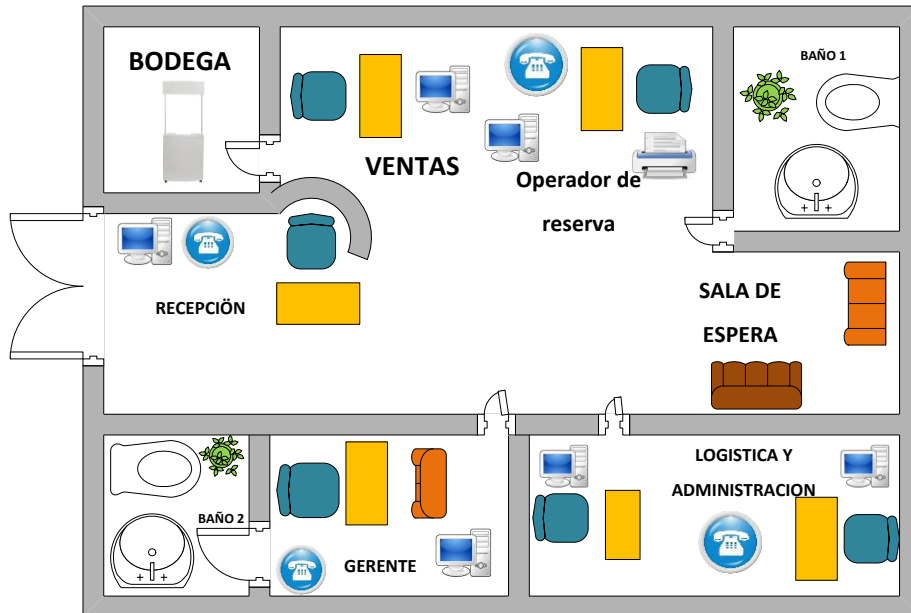 BODEGA
BAÑO 1
VENTAS
Operador de
reserva
RECEPCIÖN
SALA DE
ESPERA
BAÑO 2
GERENTE
LOGISTICA Y
ADMINISTRACION